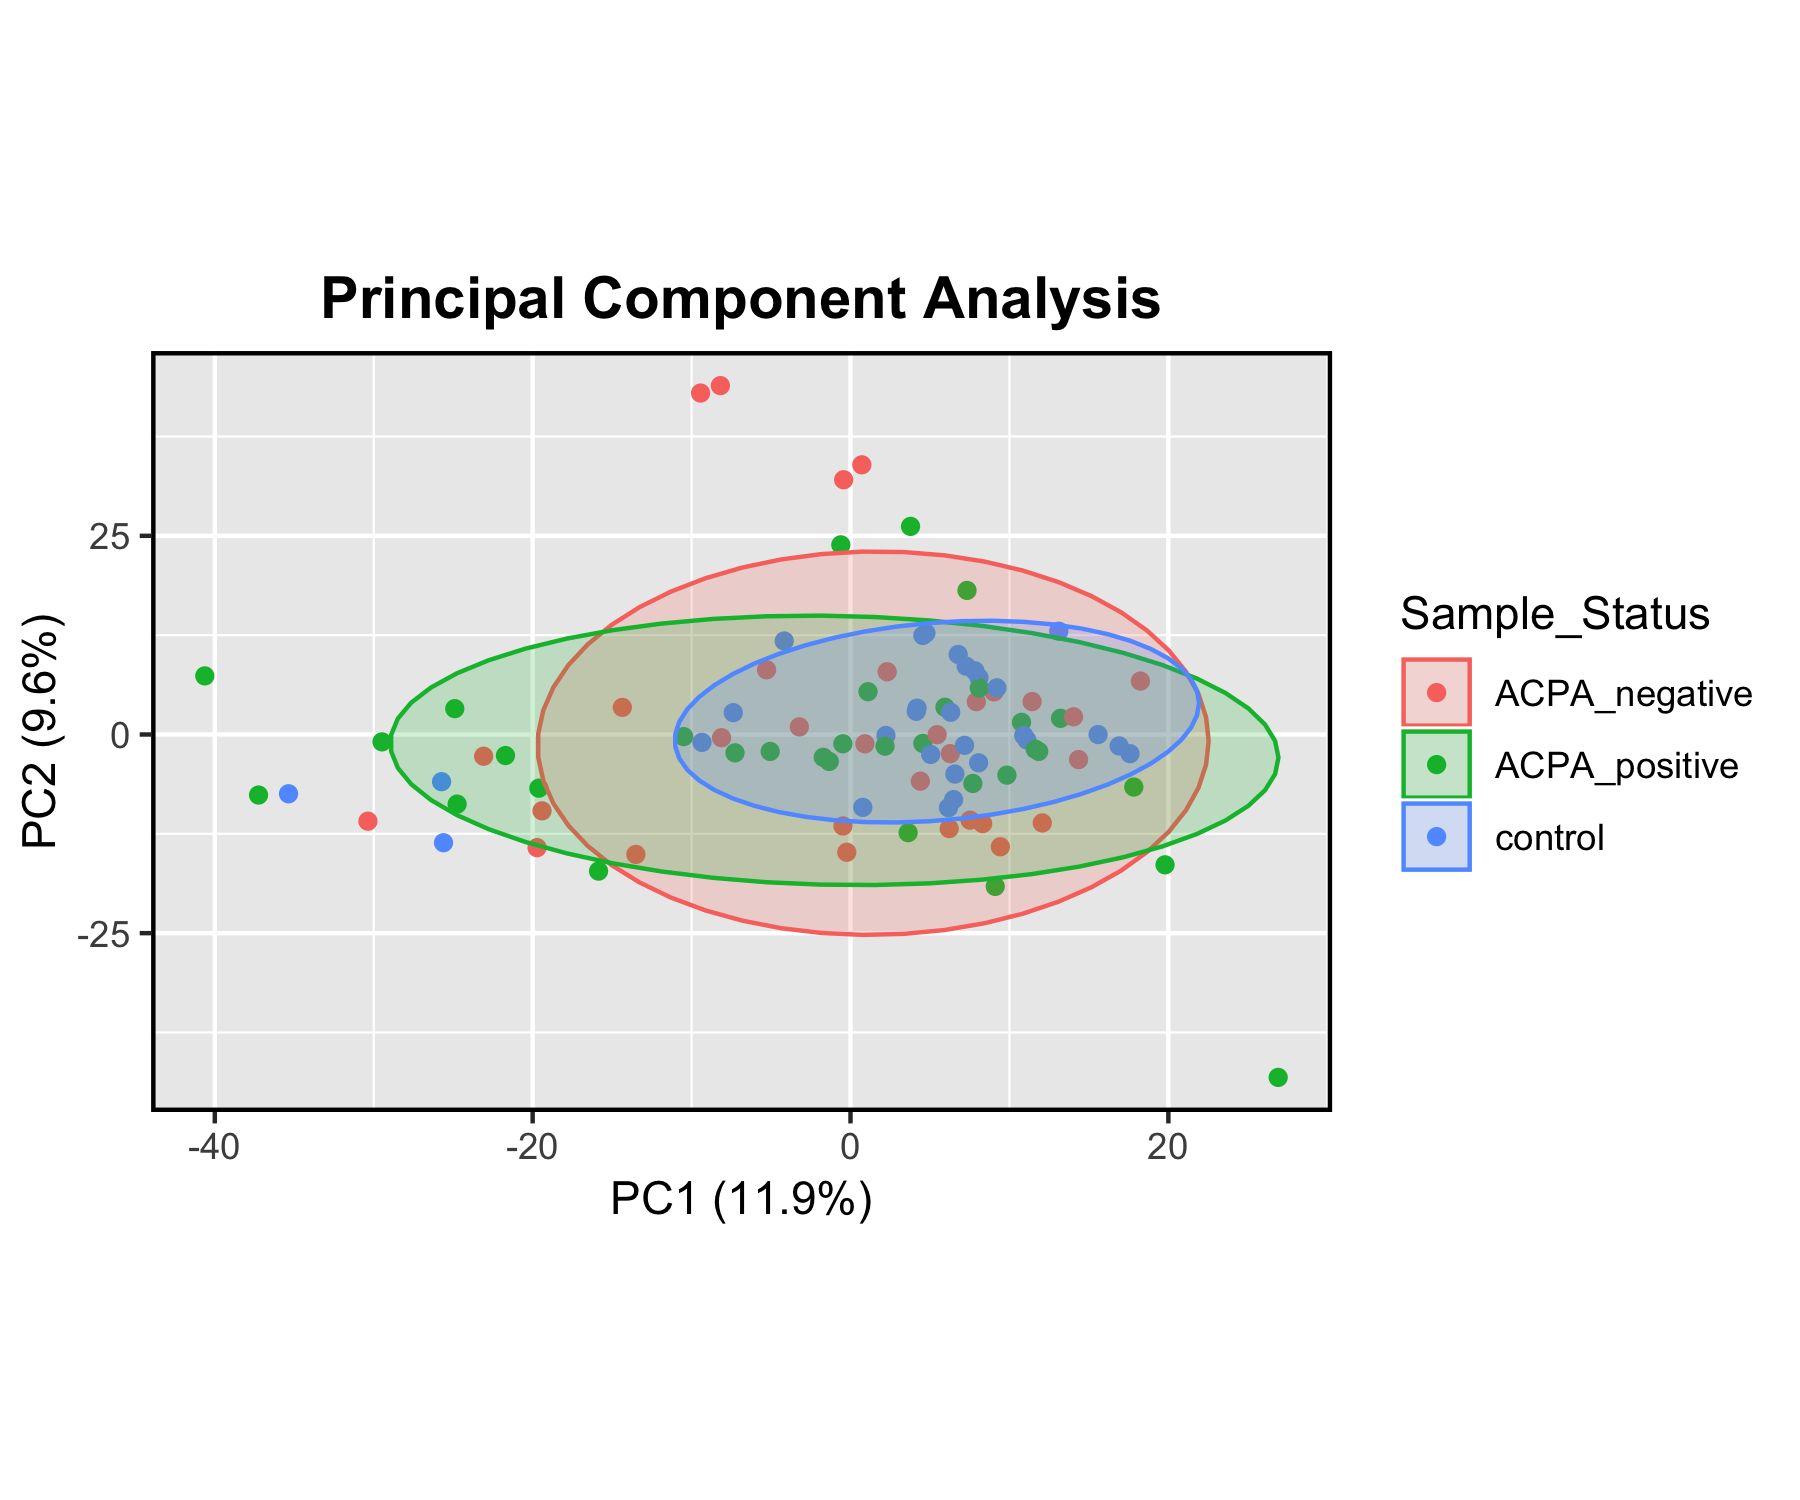 Principal Component Analysis
PC2 (9.6%)
25
0
-25
-40
-20
0
20
PC1 (11.9%)
Sample_Status
ACPA_negative
ACPA_positive
control